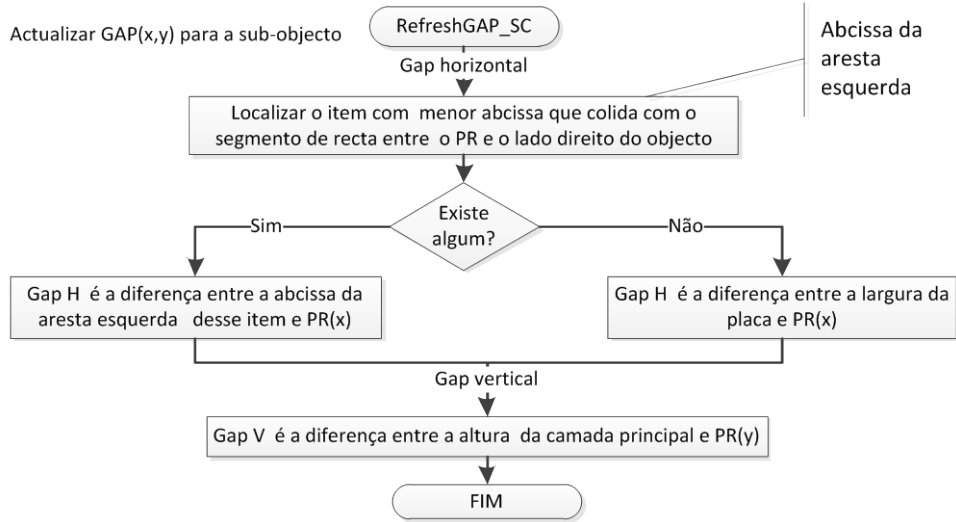 RefreshGAP_SC
Actualizar GAP(x,y) para a sub-objecto
Abcissa da
aresta
esquerda
Gap horizontal
Localizar o item com menor abcissa que colida com o
segmento de recta entre o PR e o lado direito do objecto
Existe
algum?
Sim
Não
Gap H é a diferença entre a abcissa da
aresta esquerda desse item e PR(x)
Gap H é a diferença entre a largura da
placa e PR(x)
Gap vertical
Gap V é a diferença entre a altura da camada principal e PR(y)
FIM